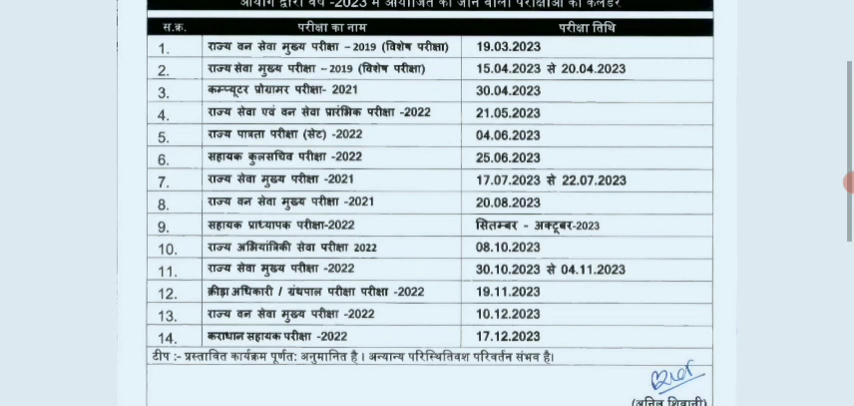 आयोग द्वारा वर्ष -2023 में आयोजित की जाने वाली परीक्षाओं का कैलेंडर
स.क्र. परीक्षा का नाम परीक्षा तिथि
1. राज्य वन सेवा मुख्य परीक्षा – 2019 (विशेष परीक्षा) 19.03.2023
2. राज्य सेवा मुख्य परीक्षा – 2019 (विशेष परीक्षा) 15.04.2023 से 20.04.2023
3. कम्प्यूटर प्रोग्रामर परीक्षा- 2021 30.04.2023
4. राज्य सेवा एवं वन सेवा प्रारंभिक परीक्षा -2022 21.05.2023
5. राज्य पात्रता परीक्षा (सेट) -2022 04.06.2023
6. सहायक कुलसचिव परीक्षा -2022 25.06.2023
7. राज्य सेवा मुख्य परीक्षा -2021 17.07.2023 से 22.07.2023
8. राज्य वन सेवा मुख्य परीक्षा -2021 20.08.2023
9. सहायक प्राध्यापक परीक्षा-2022 सितम्बर - अक्टूबर-2023
10. राज्य अभियांत्रिकी सेवा परीक्षा 2022 08.10.2023
11. राज्य सेवा मुख्य परीक्षा -2022 30.10.2023 से 04.11.2023
12. क्रीड़ा अधिकारी / ग्रंथपाल परीक्षा परीक्षा -2022 19.11.2023
13. राज्य वन सेवा मुख्य परीक्षा -2022 10.12.2023
14. कराधान सहायक परीक्षा -2022 17.12.2023
टीप :- प्रस्तावित कार्यक्रम पूर्णत: अनुमानित है। अन्यान्य परिस्थितिवश परिवर्तन संभव है।
(अनिल शिवानी)